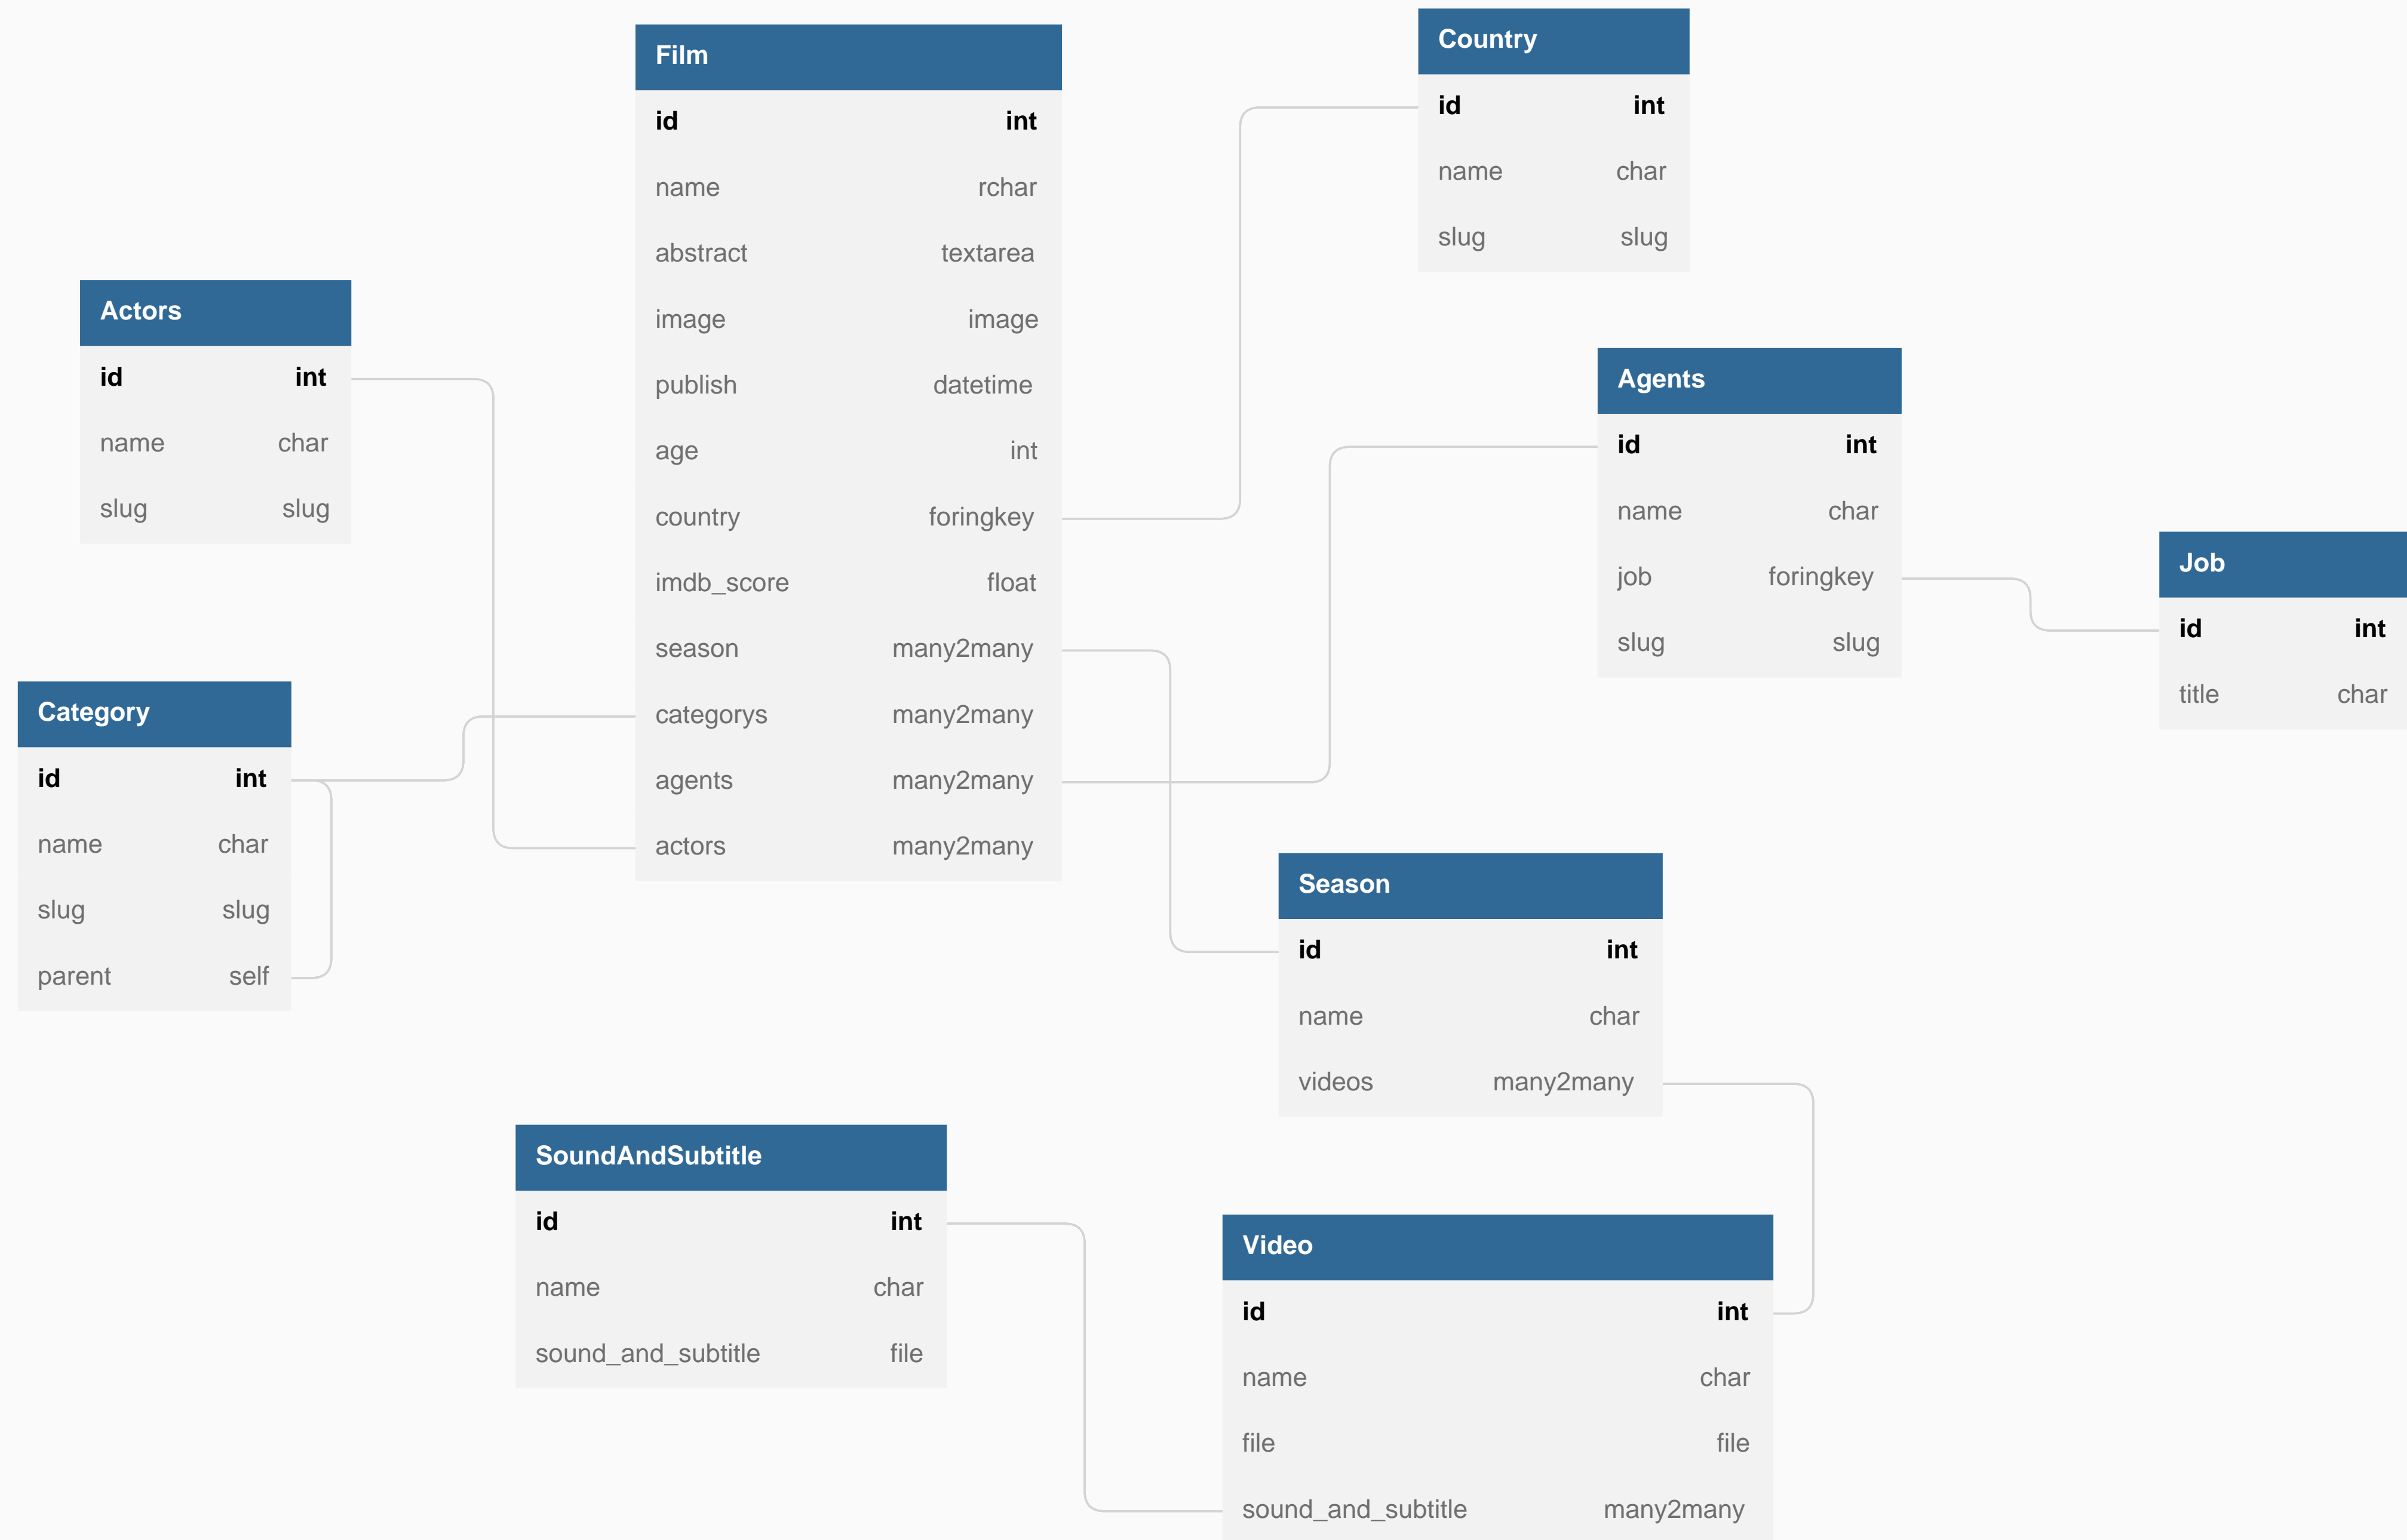 Film
id int
name rchar
abstract textarea
image image
publish datetime
age int
country foringkey
imdb_score float
season many2many
categorys many2many
agents many2many
actors many2many
Country
id int
name char
slug slug
Actors
id int
name char
slug slug
Agents
id int
name char
job foringkey
slug slug
Job
id int
title char
Category
id int
name char
slug slug
parent self
Season
id int
name char
videos many2many
SoundAndSubtitle
id int
name char
sound_and_subtitle file
Video
id int
name char
file file
sound_and_subtitle many2many